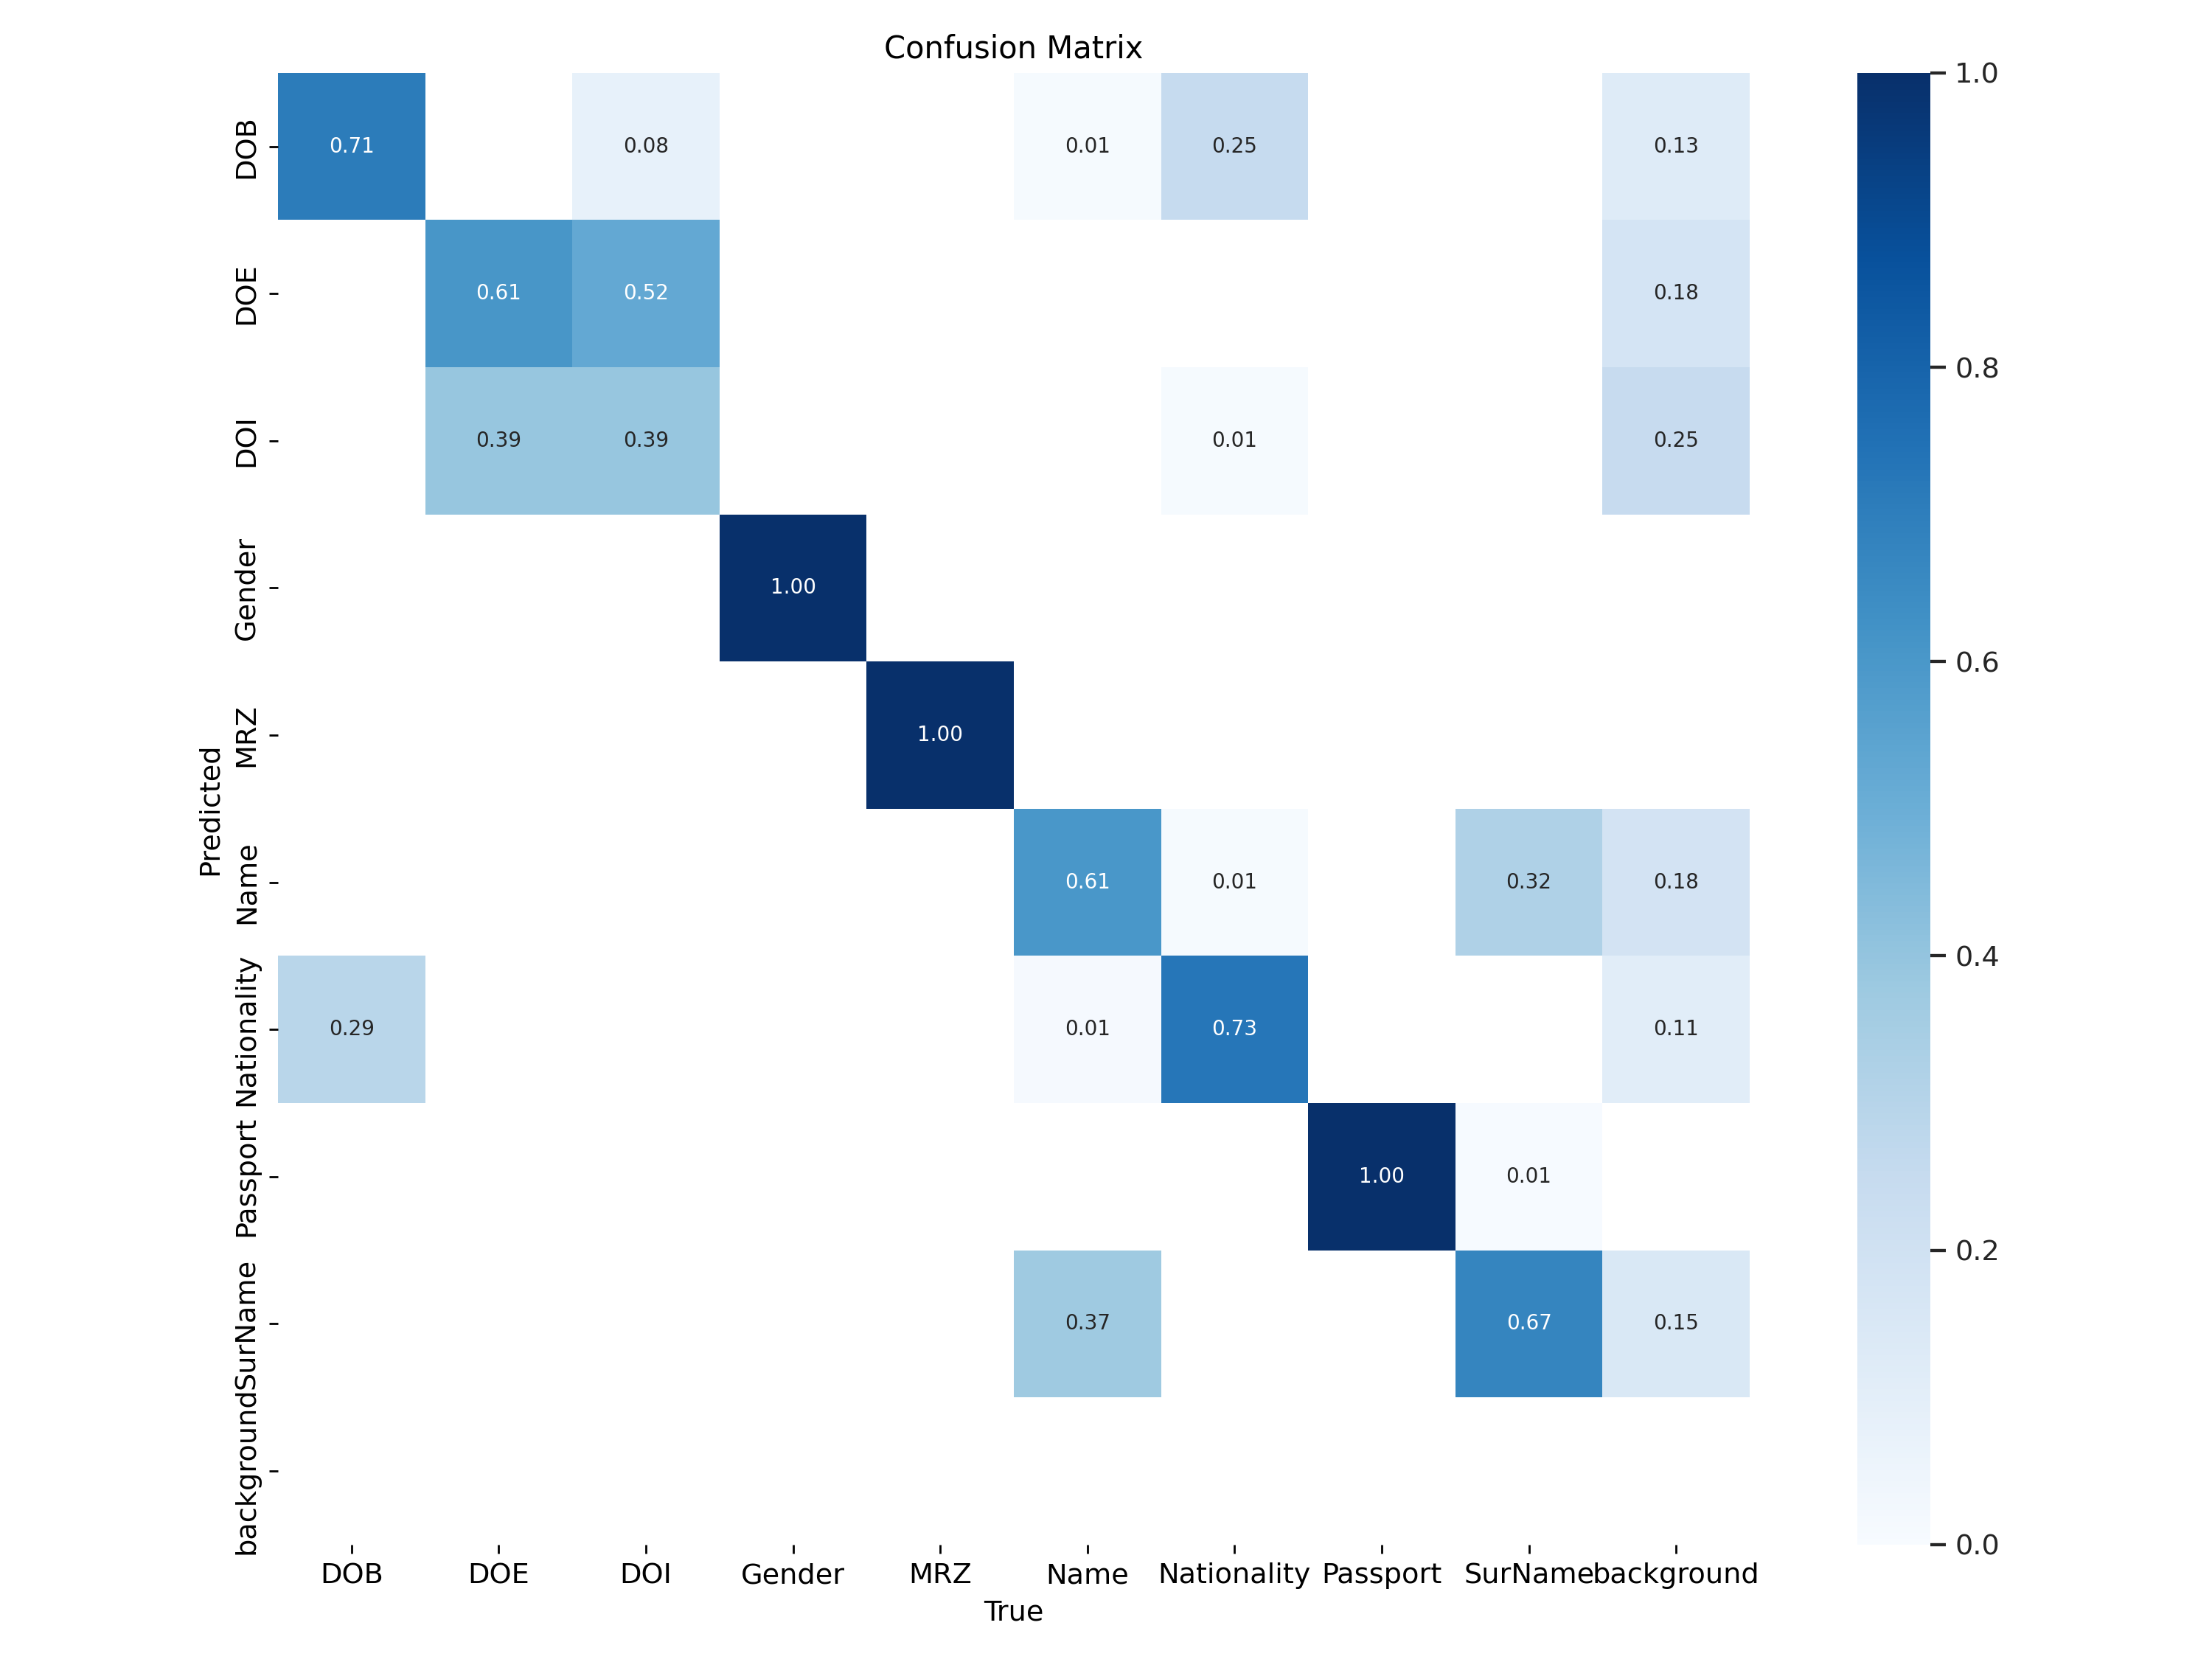 Confusion Matrix
DOB 0.71 0.08 0.01 0.25 0.13
DOE 0.61 0.52 0.18
DOI 0.39 0.39 0.01 0.25
Gender 1.00
MRZ 1.00
Name 0.61 0.01 0.32 0.18
Nationality 0.29 0.01 0.73 0.11
Passport 1.00 0.01
SurName 0.37 0.67 0.15
background
Predicted
DOB DOE DOI Gender MRZ Name Nationality Passport SurName background
True
1.0
0.8
0.6
0.4
0.2
0.0